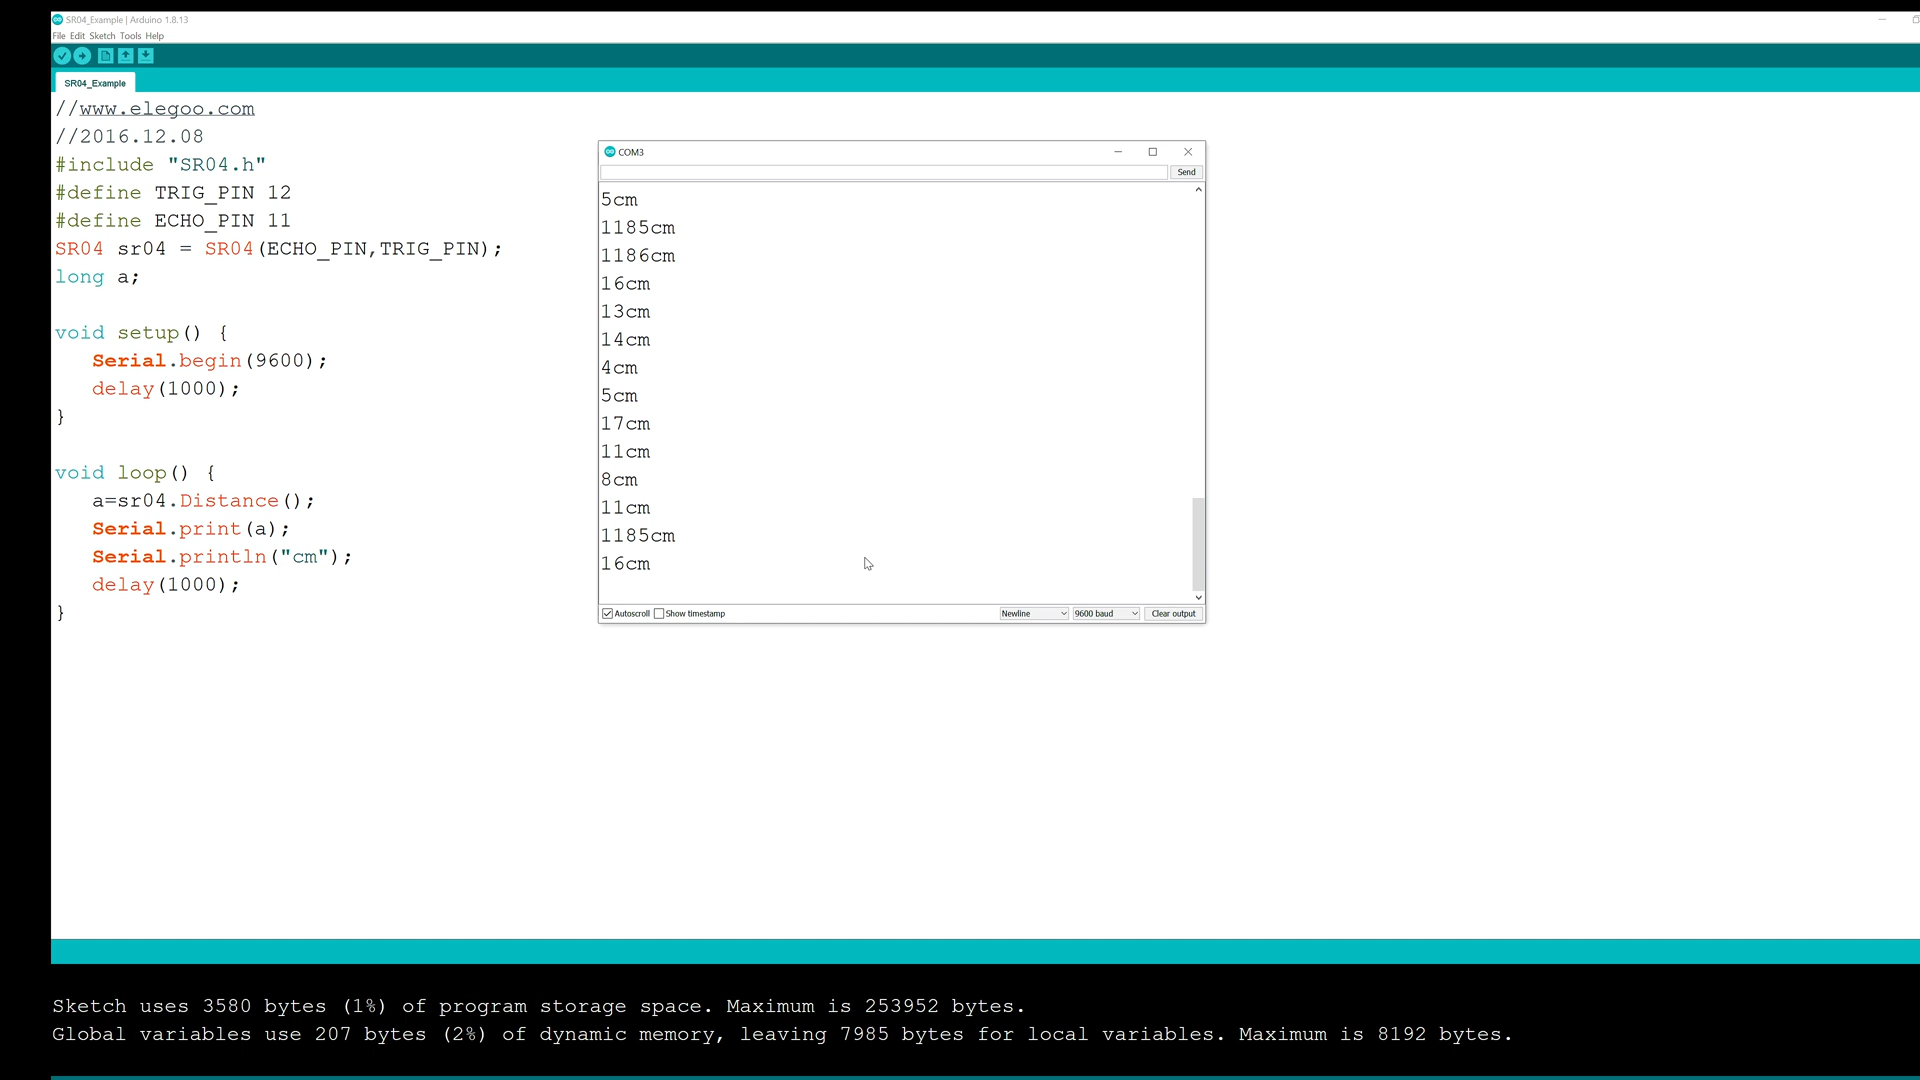 SR04_Example | Arduino 1.8.13
File Edit Sketch Tools Help
SR04_Example
//www.elegoo.com
//2016.12.08
#include "SR04.h"
#define TRIG_PIN 12
#define ECHO_PIN 11
SR04 sr04 = SR04(ECHO_PIN,TRIG_PIN);
long a;
void setup() {
Serial.begin(9600);
delay(1000);
}
void loop() {
a=sr04.Distance();
Serial.print(a);
Serial.println("cm");
delay(1000);
}
COM3
Send
5cm
1185cm
1186cm
16cm
13cm
14cm
4cm
5cm
17cm
11cm
8cm
11cm
1185cm
16cm
Autoscroll Show timestamp Newline 9600 baud Clear output
Sketch uses 3580 bytes (1%) of program storage space. Maximum is 253952 bytes.
Global variables use 207 bytes (2%) of dynamic memory, leaving 7985 bytes for local variables. Maximum is 8192 bytes.